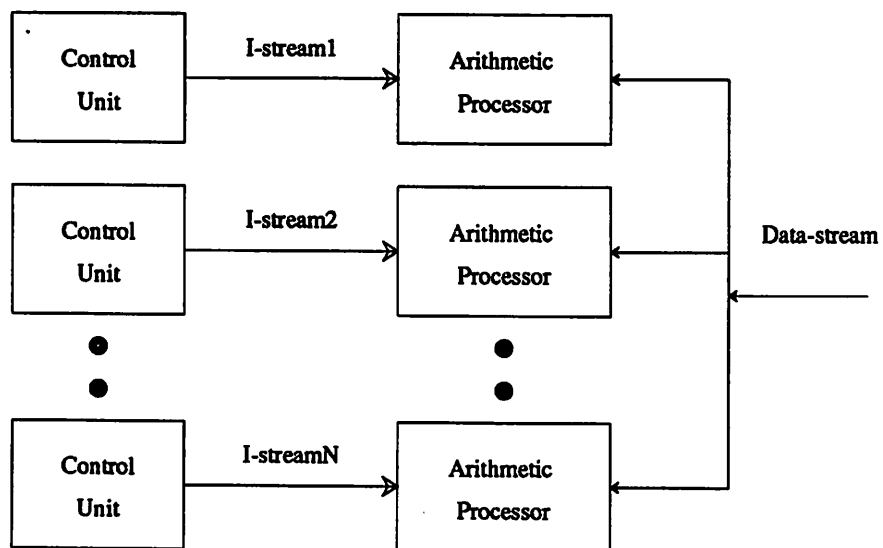 Control
Unit
I-stream1
Arithmetic
Processor
Control
Unit
I-stream2
Arithmetic
Processor
Data-stream
Control
Unit
I-streamN
Arithmetic
Processor